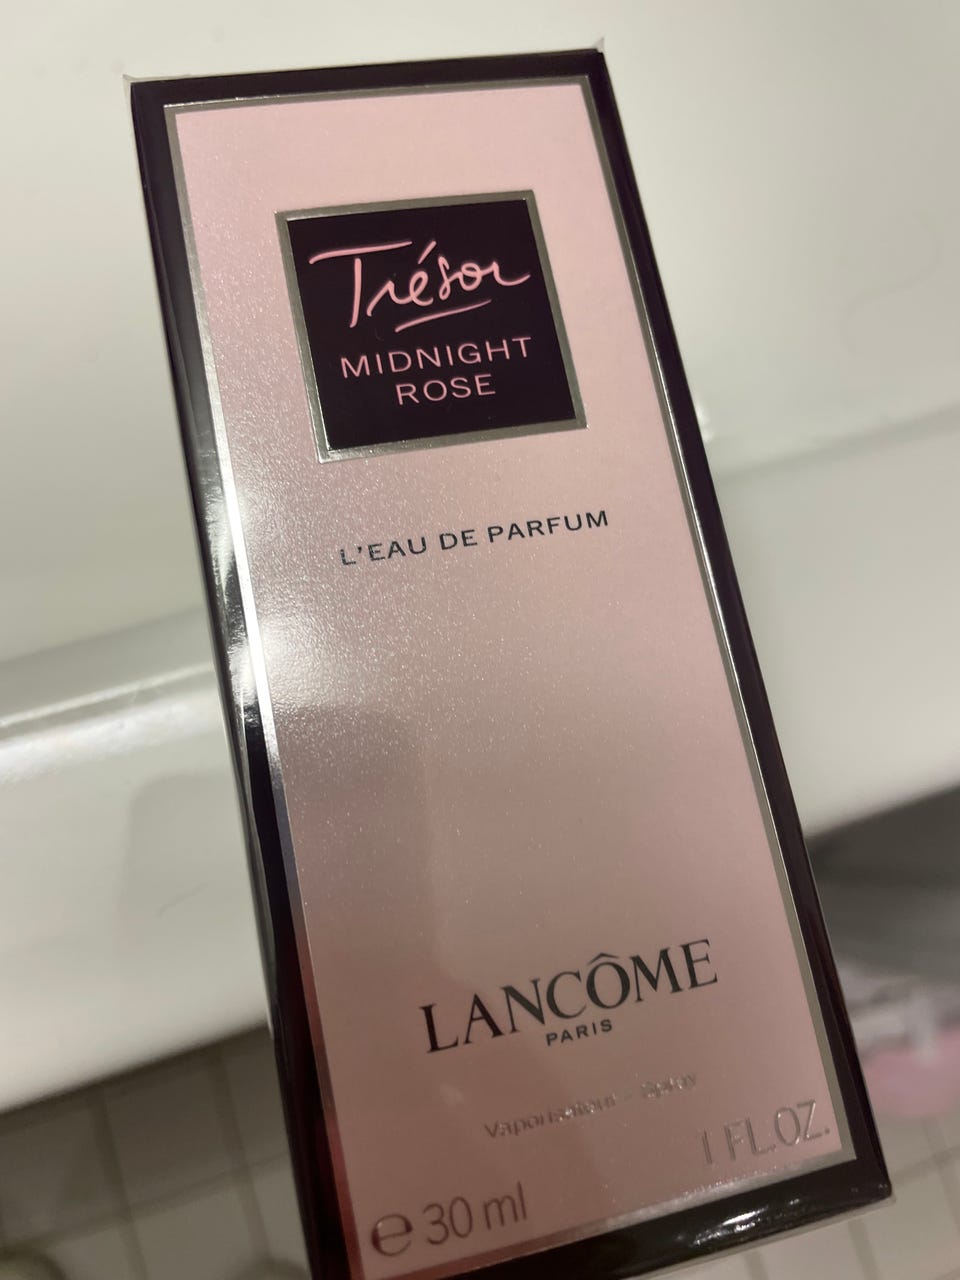 Trésor
MIDNIGHT
ROSE
L'EAU DE PARFUM
LANCÔME
PARIS
Vaporisateur - Spray
1 FL.OZ.
℮ 30 ml